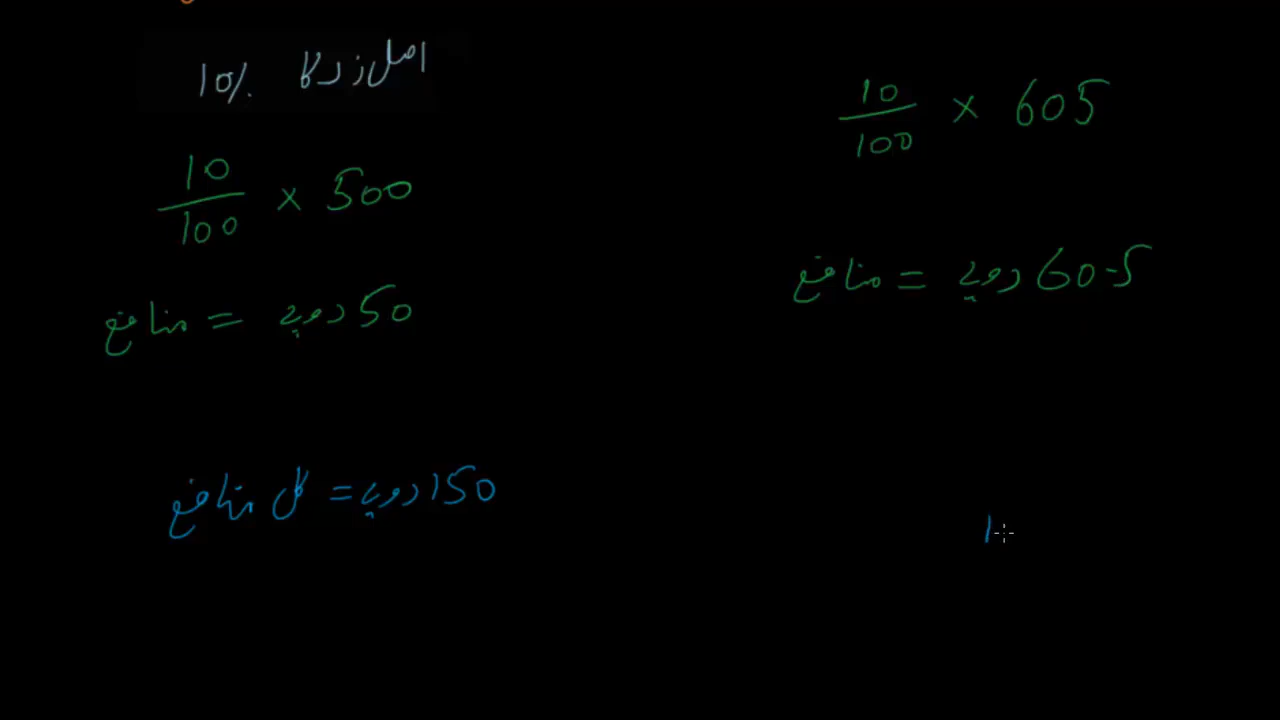 اصل زر کا 10%
10/100 × 500
منافع = روپے 50
کل منافع = روپے 150
10/100 × 605
منافع = روپے 60.5
1